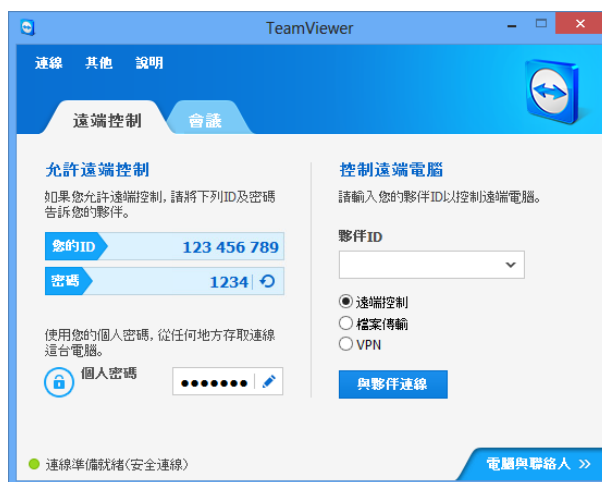 TeamViewer
連線 其他 說明
遠端控制 會議
允許遠端控制
如果您允許遠端控制, 請將下列ID及密碼
告訴您的夥伴。
您的ID 123 456 789
密碼 1234
使用您的個人密碼, 從任何地方存取連線
這台電腦。
個人密碼
控制遠端電腦
請輸入您的夥伴ID以控制遠端電腦。
夥伴ID
遠端控制
檔案傳輸
VPN
與夥伴連線
連線準備就緒(安全連線)
電腦與聯絡人 >>